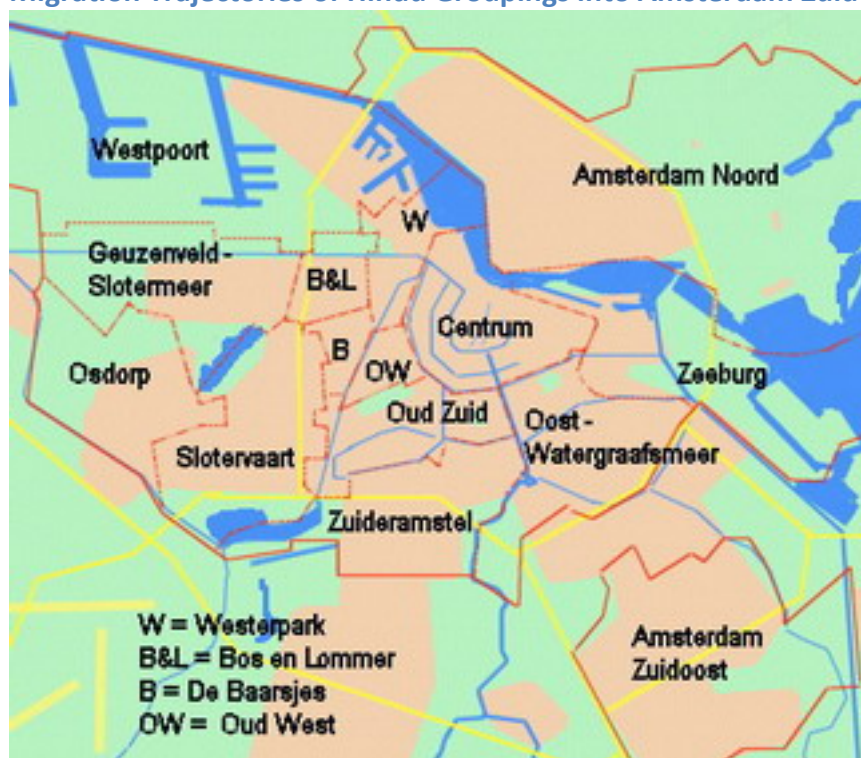 Migration Trajectories of Hindu Groupings into Amsterdam Zuid
Westpoort
Amsterdam Noord
W
Geuzenveld-
Slotermeer
B&L
Centrum
B
Osdorp
OW
Zeeburg
Oud Zuid
Oost-
Watergraafsmeer
Slotervaart
Zuideramstel
W = Westerpark
B&L = Bos en Lommer
B = De Baarsjes
OW = Oud West
Amsterdam
Zuidoost